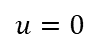 u = 0